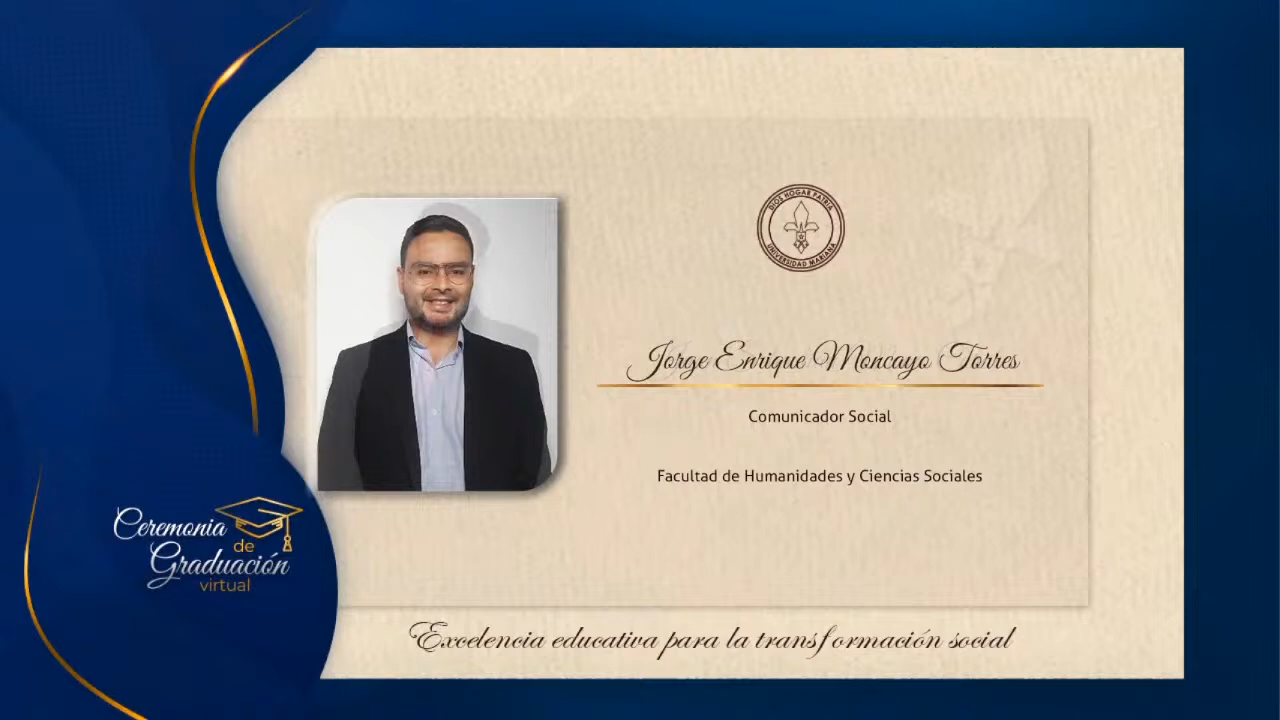 DIOS HOGAR PATRIA
UNIVERSIDAD MARIANA
Jorge Enrique Moncayo Torres
Comunicador Social
Facultad de Humanidades y Ciencias Sociales
Ceremonia
de
Graduación
virtual
Excelencia educativa para la transformación social